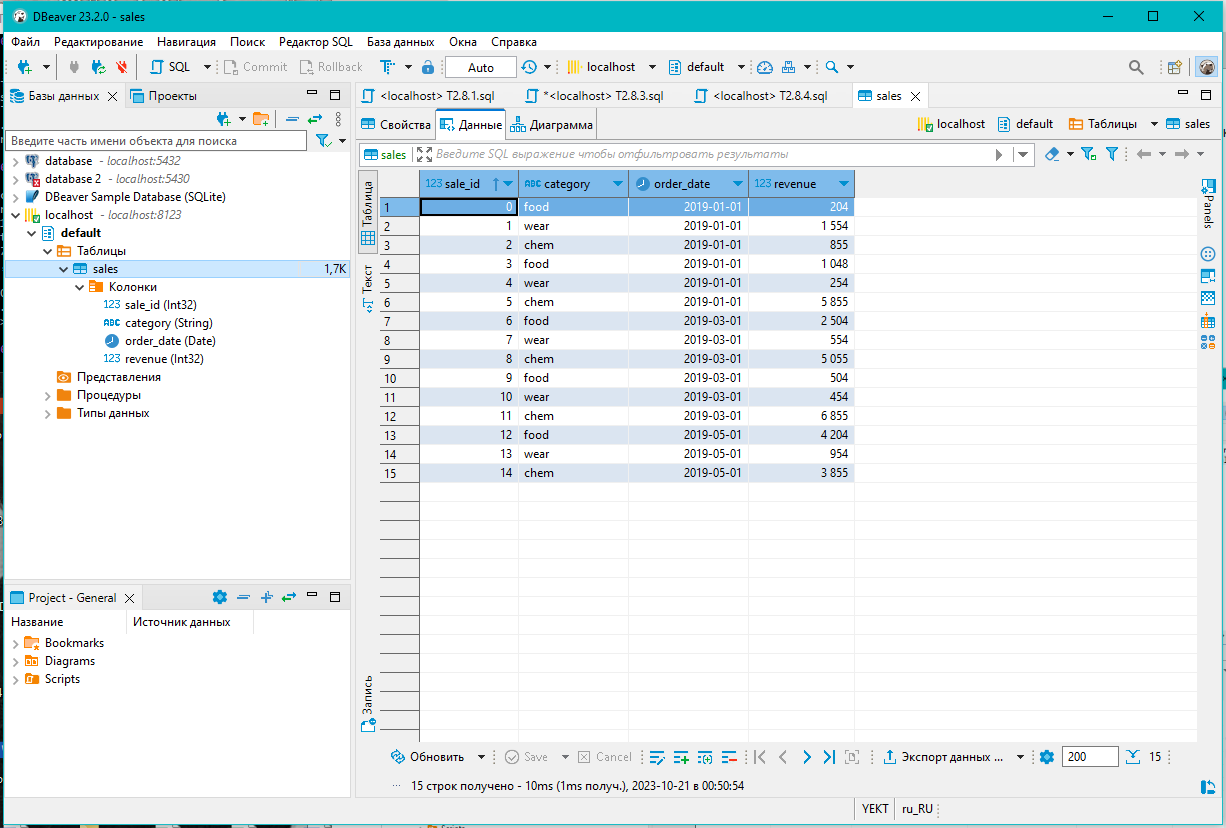 DBeaver 23.2.0 - sales
Файл Редактирование Навигация Поиск Редактор SQL База данных Окна Справка
SQL Commit Rollback Auto localhost default
Базы данных Проекты
Введите часть имени объекта для поиска
database - localhost:5432
database 2 - localhost:5430
DBeaver Sample Database (SQLite)
localhost - localhost:8123
default
Таблицы
sales 1,7K
Колонки
123 sale_id (Int32)
ABC category (String)
order_date (Date)
123 revenue (Int32)
Представления
Процедуры
Типы данных
Project - General
Название Источник данных
Bookmarks
Diagrams
Scripts
<localhost> T2.8.1.sql *<localhost> T2.8.3.sql <localhost> T2.8.4.sql sales
Свойства Данные Диаграмма localhost default Таблицы sales
sales Введите SQL выражение чтобы отфильтровать результаты
Таблица
Текст
Запись
123 sale_id ABC category order_date 123 revenue
1 0 food 2019-01-01 204
2 1 wear 2019-01-01 1 554
3 2 chem 2019-01-01 855
4 3 food 2019-01-01 1 048
5 4 wear 2019-01-01 254
6 5 chem 2019-01-01 5 855
7 6 food 2019-03-01 2 504
8 7 wear 2019-03-01 554
9 8 chem 2019-03-01 5 055
10 9 food 2019-03-01 504
11 10 wear 2019-03-01 454
12 11 chem 2019-03-01 6 855
13 12 food 2019-05-01 4 204
14 13 wear 2019-05-01 954
15 14 chem 2019-05-01 3 855
Panels
Обновить Save Cancel Экспорт данных ... 200 15
15 строк получено - 10ms (1ms получ.), 2023-10-21 в 00:50:54
YEKT ru_RU